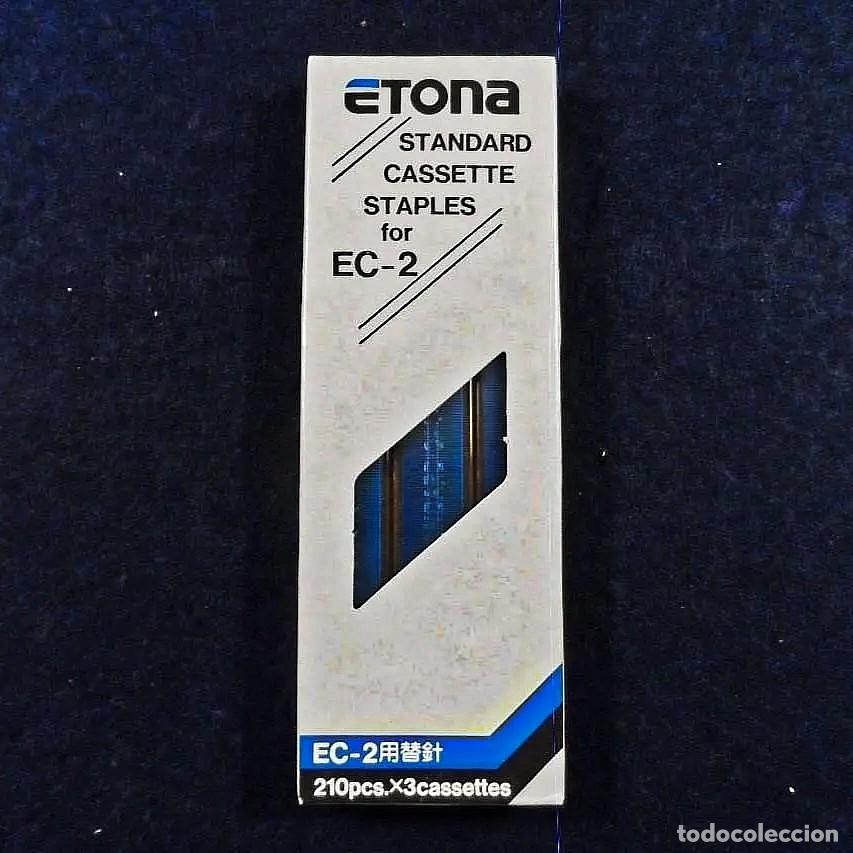 ETONA
STANDARD
CASSETTE
STAPLES
for
EC-2
EC-2用替針
210pcs.×3cassettes
todocoleccion